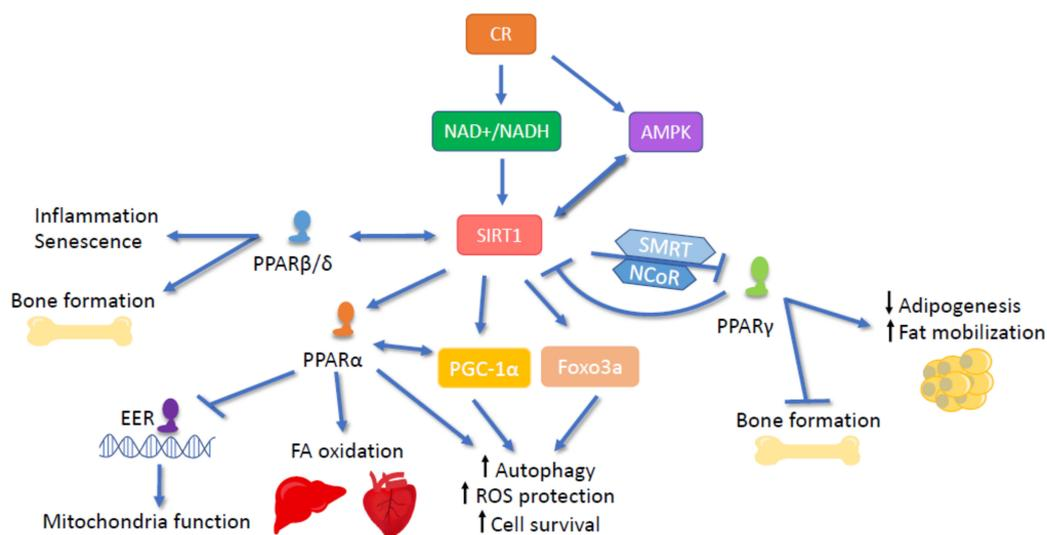 CR
NAD+/NADH
AMPK
SIRT1
Inflammation
Senescence
PPARβ/δ
SMRT
NCoR
Bone formation
PPARγ
Adipogenesis
Fat mobilization
PPARα
PGC-1α
Foxo3a
EER
FA oxidation
Bone formation
Autophagy
ROS protection
Cell survival
Mitochondria function